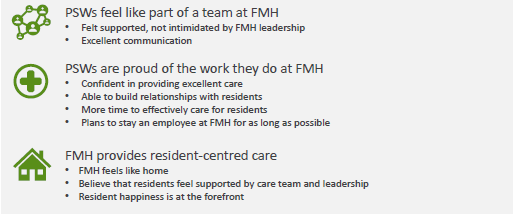 PSWs feel like part of a team at FMH
• Felt supported, not intimidated by FMH leadership
• Excellent communication
PSWs are proud of the work they do at FMH
• Confident in providing excellent care
• Able to build relationships with residents
• More time to effectively care for residents
• Plans to stay an employee at FMH for as long as possible
FMH provides resident-centred care
• FMH feels like home
• Believe that residents feel supported by care team and leadership
• Resident happiness is at the forefront